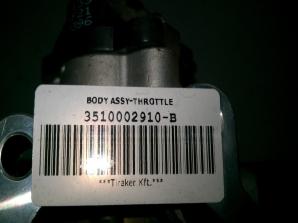 BODY ASSY-THROTTLE
3510002910-B
***Tiraker Kft.***